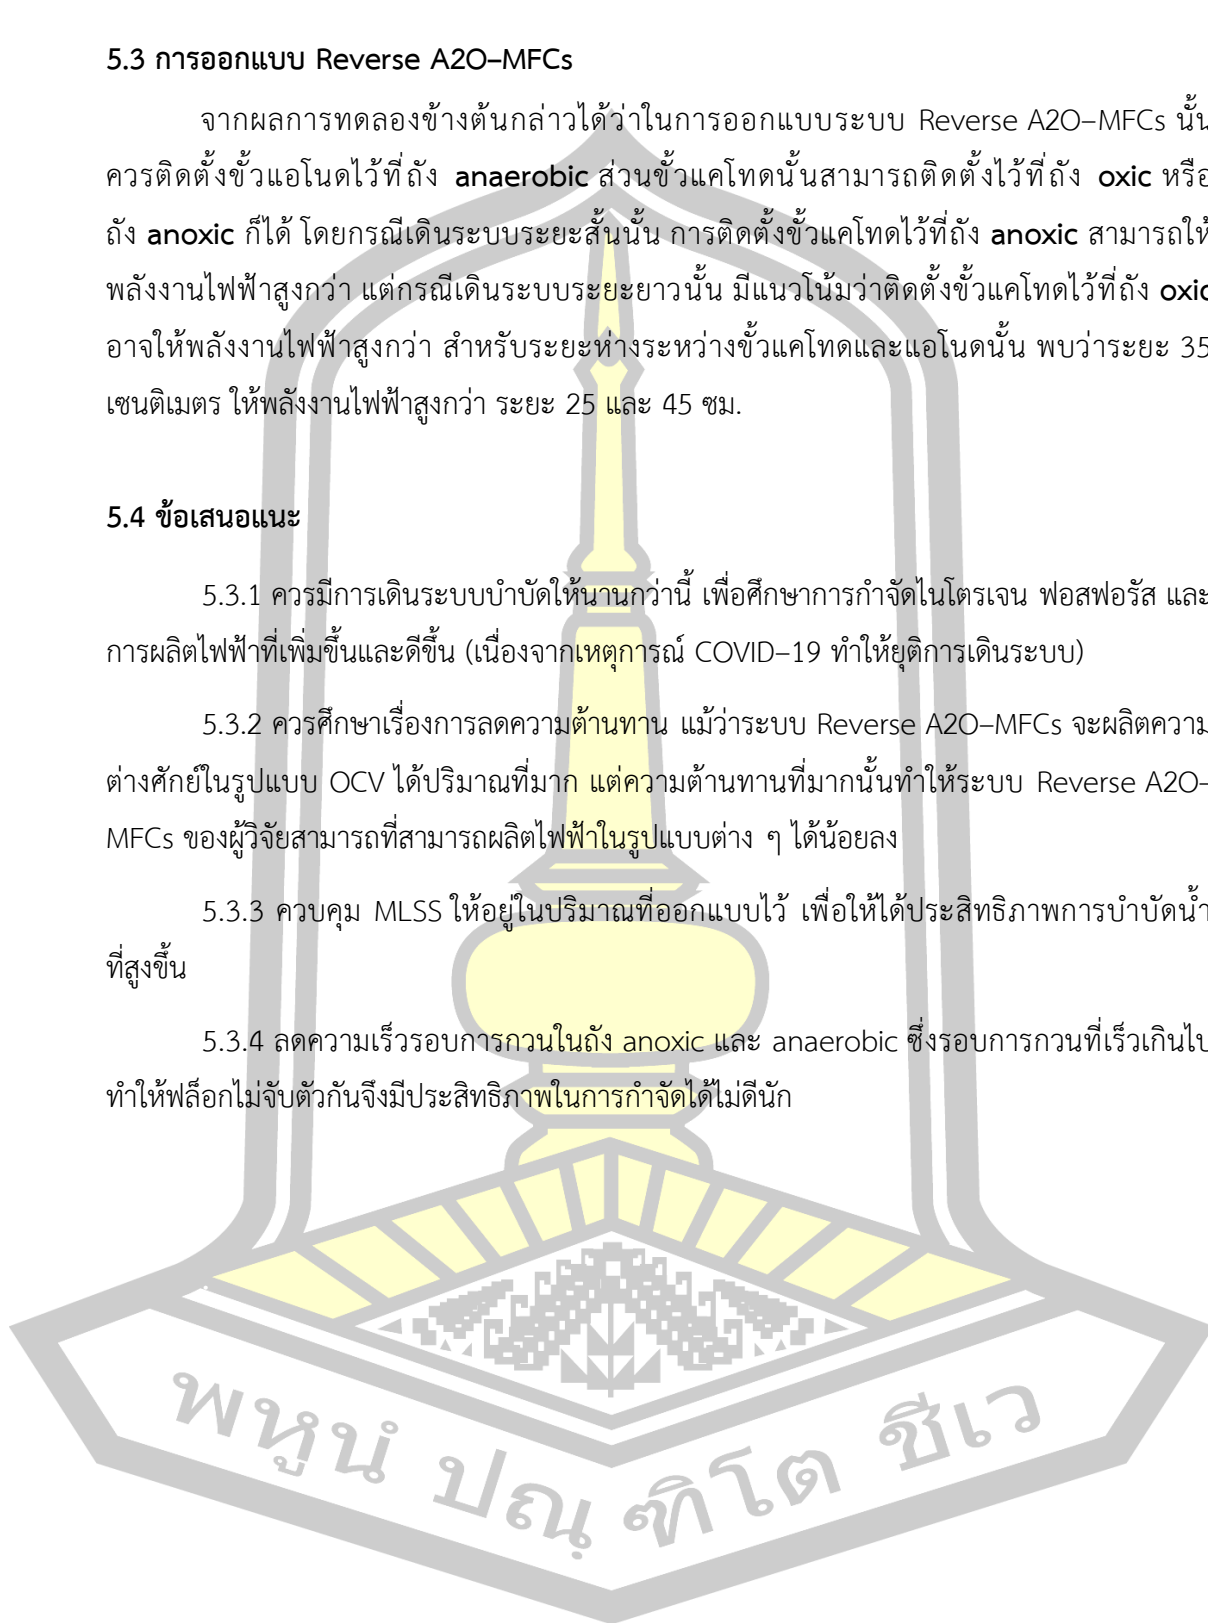 5.3 การออกแบบ Reverse A2O–MFCs
จากผลการทดลองข้างต้นกล่าวได้ว่าในการออกแบบระบบ Reverse A2O–MFCs นั้น
ควรติดตั้งขั้วแอโนดไว้ที่ถัง anaerobic ส่วนขั้วแคโทดนั้นสามารถติดตั้งไว้ที่ถัง oxic หรือ
ถัง anoxic ก็ได้ โดยกรณีเดินระบบระยะสั้นนั้น การติดตั้งขั้วแคโทดไว้ที่ถัง anoxic สามารถให้
พลังงานไฟฟ้าสูงกว่า แต่กรณีเดินระบบระยะยาวนั้น มีแนวโน้มว่าติดตั้งขั้วแคโทดไว้ที่ถัง oxic
อาจให้พลังงานไฟฟ้าสูงกว่า สำหรับระยะห่างระหว่างขั้วแคโทดและแอโนดนั้น พบว่าระยะ 35
เซนติเมตร ให้พลังงานไฟฟ้าสูงกว่า ระยะ 25 และ 45 ซม.
5.4 ข้อเสนอแนะ
5.3.1 ควรมีการเดินระบบบำบัดให้นานกว่านี้ เพื่อศึกษาการกำจัดไนโตรเจน ฟอสฟอรัส และ
การผลิตไฟฟ้าที่เพิ่มขึ้นและดีขึ้น (เนื่องจากเหตุการณ์ COVID–19 ทำให้ยุติการเดินระบบ)
5.3.2 ควรศึกษาเรื่องการลดความต้านทาน แม้ว่าระบบ Reverse A2O–MFCs จะผลิตความ
ต่างศักย์ในรูปแบบ OCV ได้ปริมาณที่มาก แต่ความต้านทานที่มากนั้นทำให้ระบบ Reverse A2O–
MFCs ของผู้วิจัยสามารถที่สามารถผลิตไฟฟ้าในรูปแบบต่าง ๆ ได้น้อยลง
5.3.3 ควบคุม MLSS ให้อยู่ในปริมาณที่ออกแบบไว้ เพื่อให้ได้ประสิทธิภาพการบำบัดน้ำ
ที่สูงขึ้น
5.3.4 ลดความเร็วรอบการกวนในถัง anoxic และ anaerobic ซึ่งรอบการกวนที่เร็วเกินไป
ทำให้ฟล็อกไม่จับตัวกันจึงมีประสิทธิภาพในการกำจัดได้ไม่ดีนัก
พหูนํ ปณฺ ฑิโต ชีเว